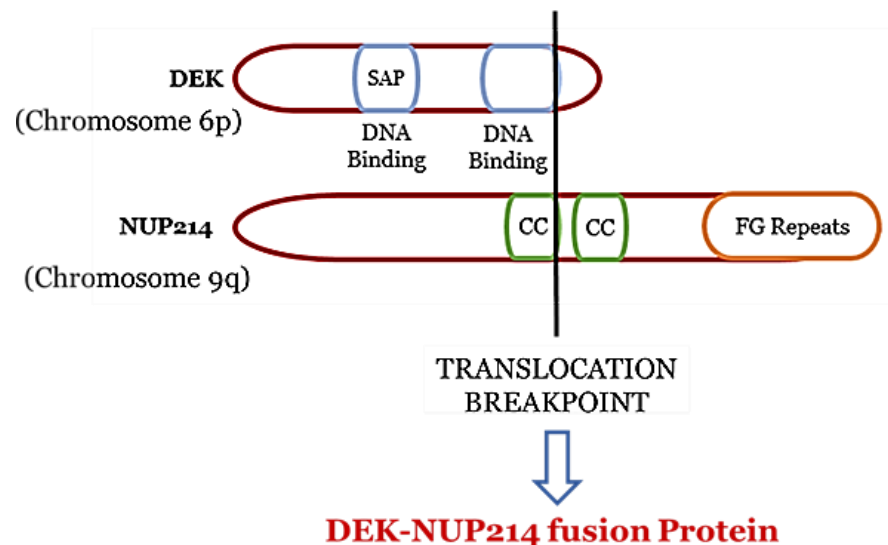 DEK
(Chromosome 6p)
SAP
DNA
Binding
DNA
Binding
NUP214
(Chromosome 9q)
CC
CC
FG Repeats
TRANSLOCATION
BREAKPOINT
DEK-NUP214 fusion Protein